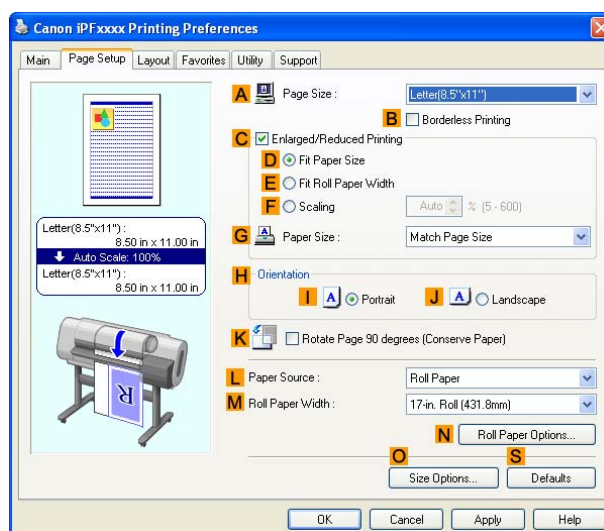 Canon iPFxxxx Printing Preferences
Main Page Setup Layout Favorites Utility Support
A Page Size : Letter(8.5"x11")
B Borderless Printing
C Enlarged/Reduced Printing
D Fit Paper Size
E Fit Roll Paper Width
F Scaling Auto % (5 - 600)
Letter(8.5"x11") :
8.50 in x 11.00 in
Auto Scale: 100%
Letter(8.5"x11") :
8.50 in x 11.00 in
G A Paper Size : Match Page Size
H Orientation
I A Portrait J A Landscape
K Rotate Page 90 degrees (Conserve Paper)
R
L Paper Source : Roll Paper
M Roll Paper Width : 17-in. Roll (431.8mm)
N Roll Paper Options...
O S
Size Options... Defaults
OK Cancel Apply Help